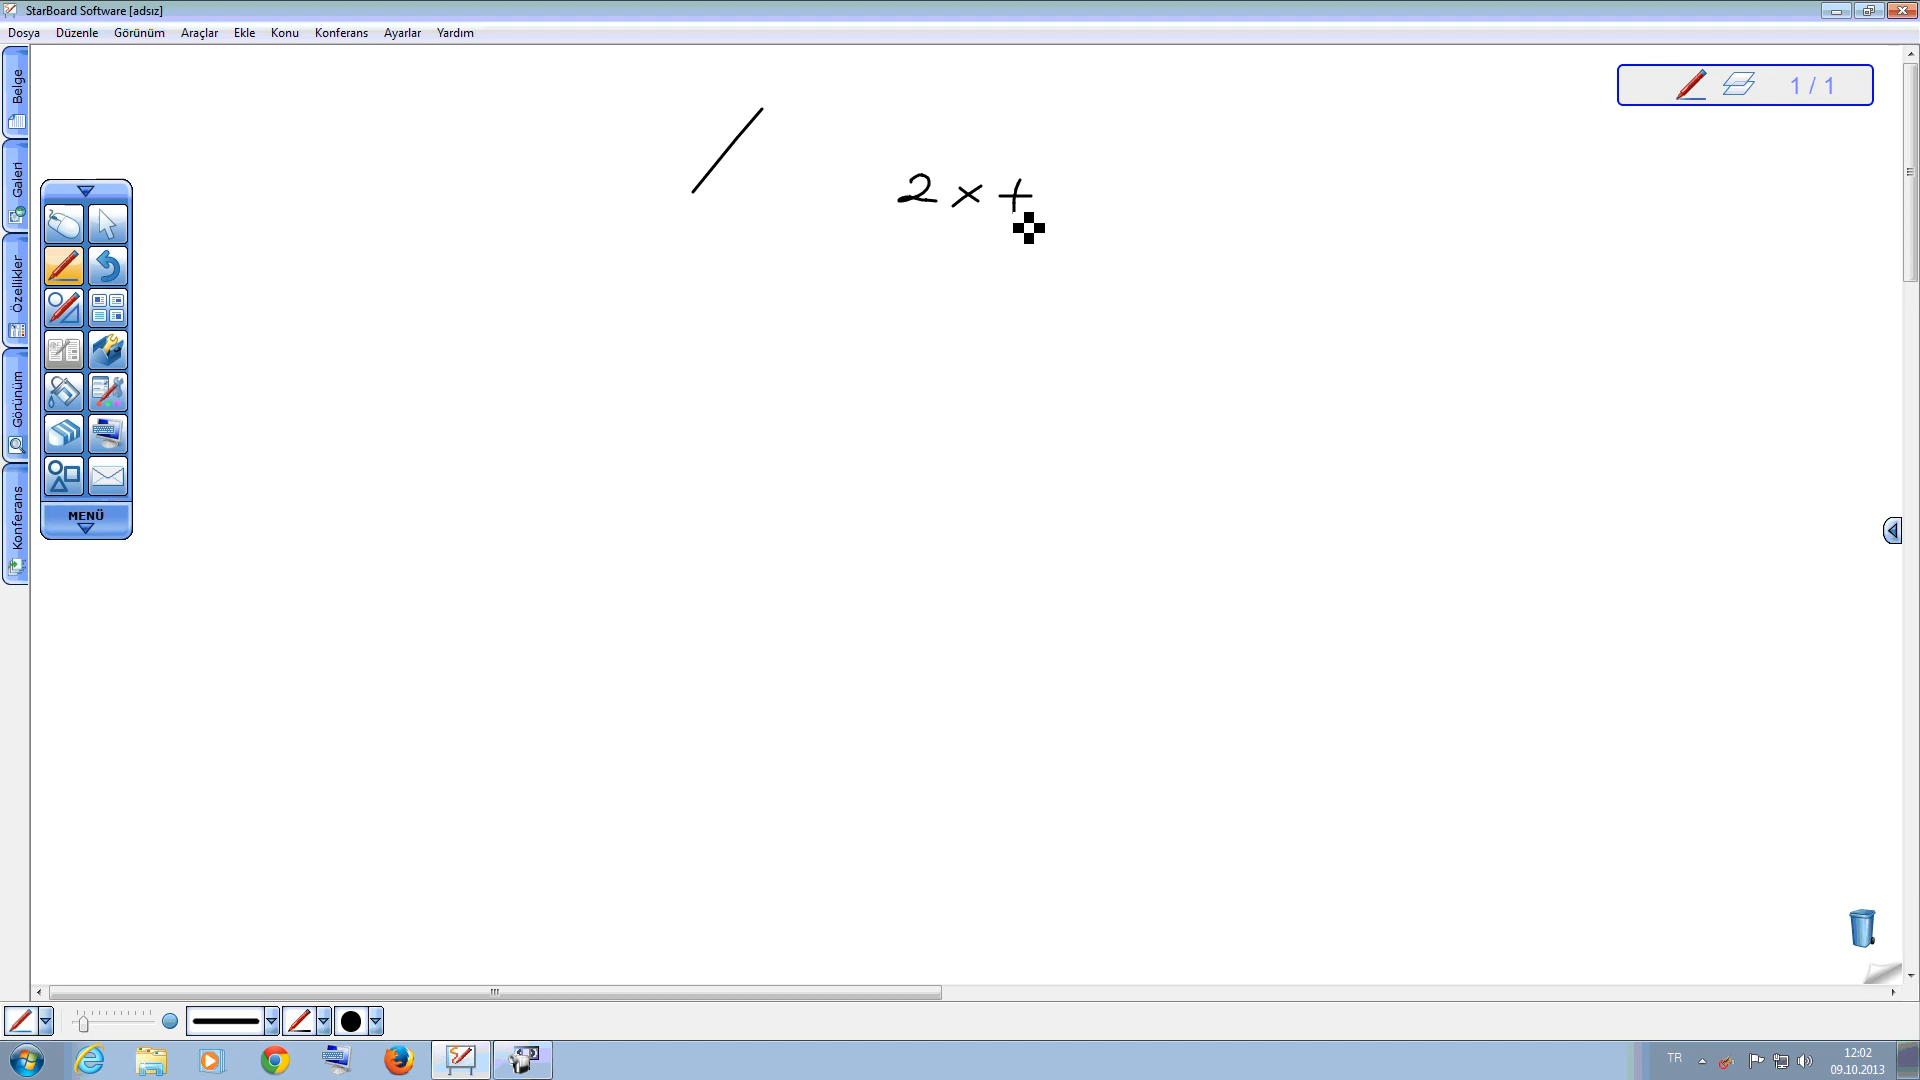 StarBoard Software [adsız]
Dosya Düzenle Görünüm Araçlar Ekle Konu Konferans Ayarlar Yardım
Belge
Galeri
Özellikler
Görünüm
Konferans
1 / 1
2 x +
MENÜ
TR
12:02
09.10.2013